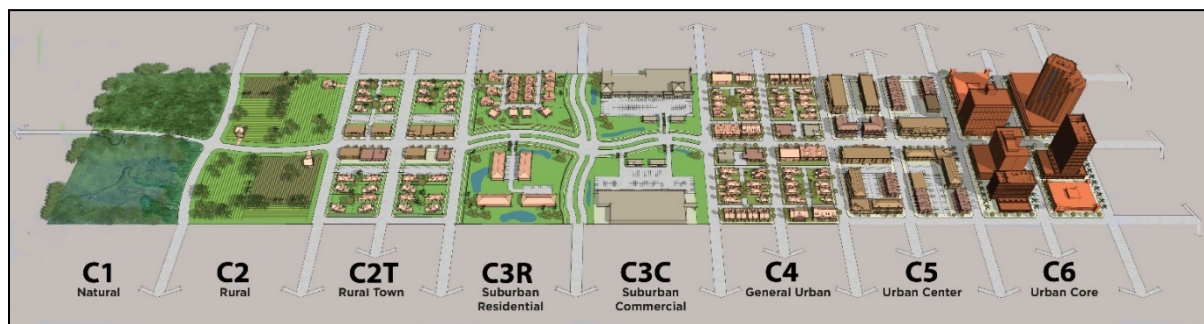 C1
Natural
C2
Rural
C2T
Rural Town
C3R
Suburban
Residential
C3C
Suburban
Commercial
C4
General Urban
C5
Urban Center
C6
Urban Core